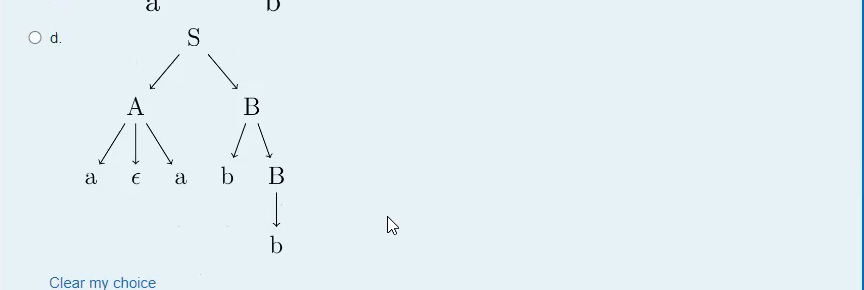 a b
d. S
A B
a ϵ a b B
b
Clear my choice